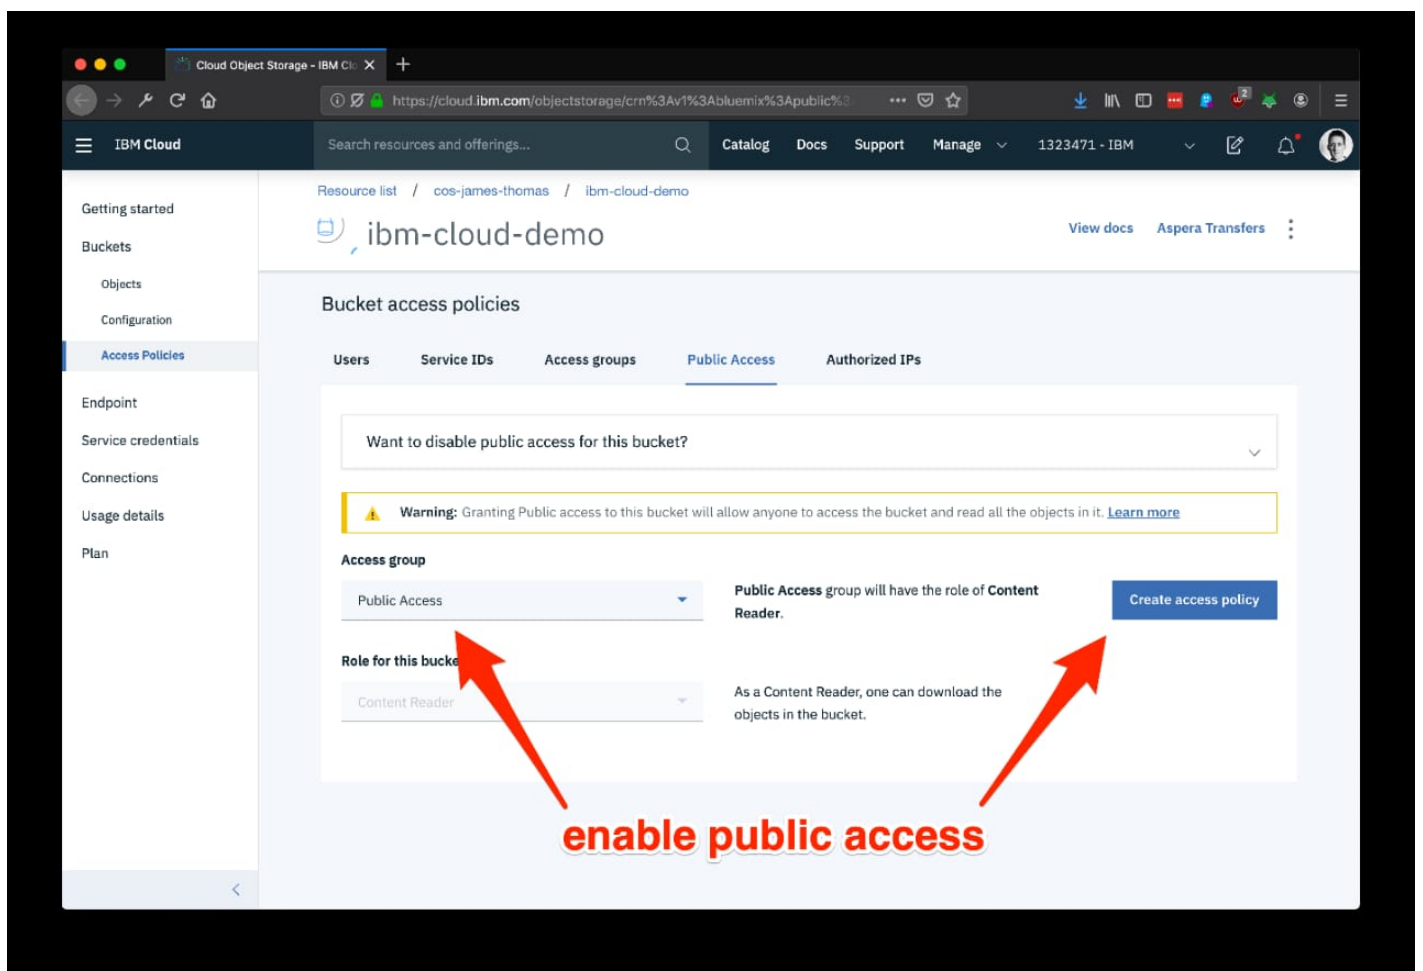 Cloud Object Storage - IBM Clo
https://cloud.ibm.com/objectstorage/crn%3Av1%3Abluemix%3Apublic%3
2
IBM Cloud
Search resources and offerings...
Catalog
Docs
Support
Manage
1323471 - IBM
Getting started
Buckets
Objects
Configuration
Access Policies
Endpoint
Service credentials
Connections
Usage details
Plan
Resource list / cos-james-thomas / ibm-cloud-demo
ibm-cloud-demo
View docs
Aspera Transfers
Bucket access policies
Users
Service IDs
Access groups
Public Access
Authorized IPs
Want to disable public access for this bucket?
Warning: Granting Public access to this bucket will allow anyone to access the bucket and read all the objects in it. Learn more
Access group
Public Access
Public Access group will have the role of Content
Reader.
Create access policy
Role for this bucke
Content Reader
As a Content Reader, one can download the
objects in the bucket.
enable public access